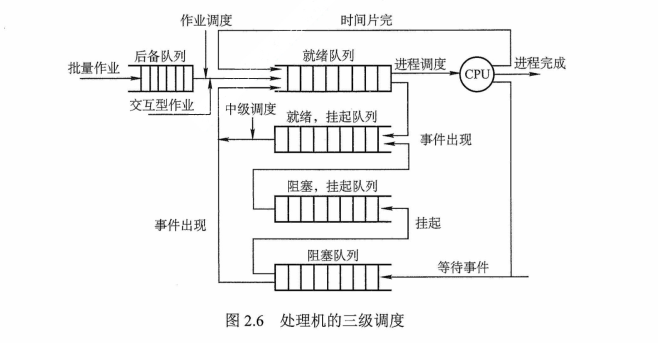 作业调度
时间片完
后备队列
就绪队列
批量作业
进程调度
CPU
进程完成
交互型作业
中级调度
就绪，挂起队列
事件出现
阻塞，挂起队列
事件出现
挂起
阻塞队列
等待事件
图 2.6 处理机的三级调度